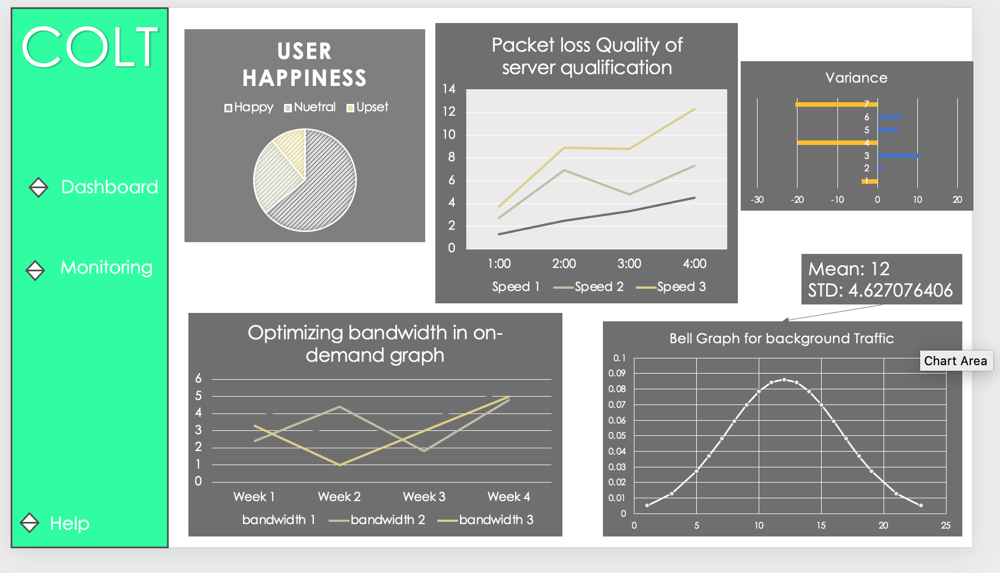 COLT
Dashboard
Monitoring
Help
USER
HAPPINESS
Happy Nuetral Upset
Packet loss Quality of
server qualification
14
12
10
8
6
4
2
0
1:00 2:00 3:00 4:00
Speed 1 Speed 2 Speed 3
Variance
7
6
5
4
3
2
1
-30 -20 -10 0 10 20
Mean: 12
STD: 4.627076406
Optimizing bandwidth in on-
demand graph
6
5
4
3
2
1
0
Week 1 Week 2 Week 3 Week 4
bandwidth 1 bandwidth 2 bandwidth 3
Bell Graph for background Traffic
Chart Area
0.1
0.09
0.08
0.07
0.06
0.05
0.04
0.03
0.02
0.01
0
0 5 10 15 20 25